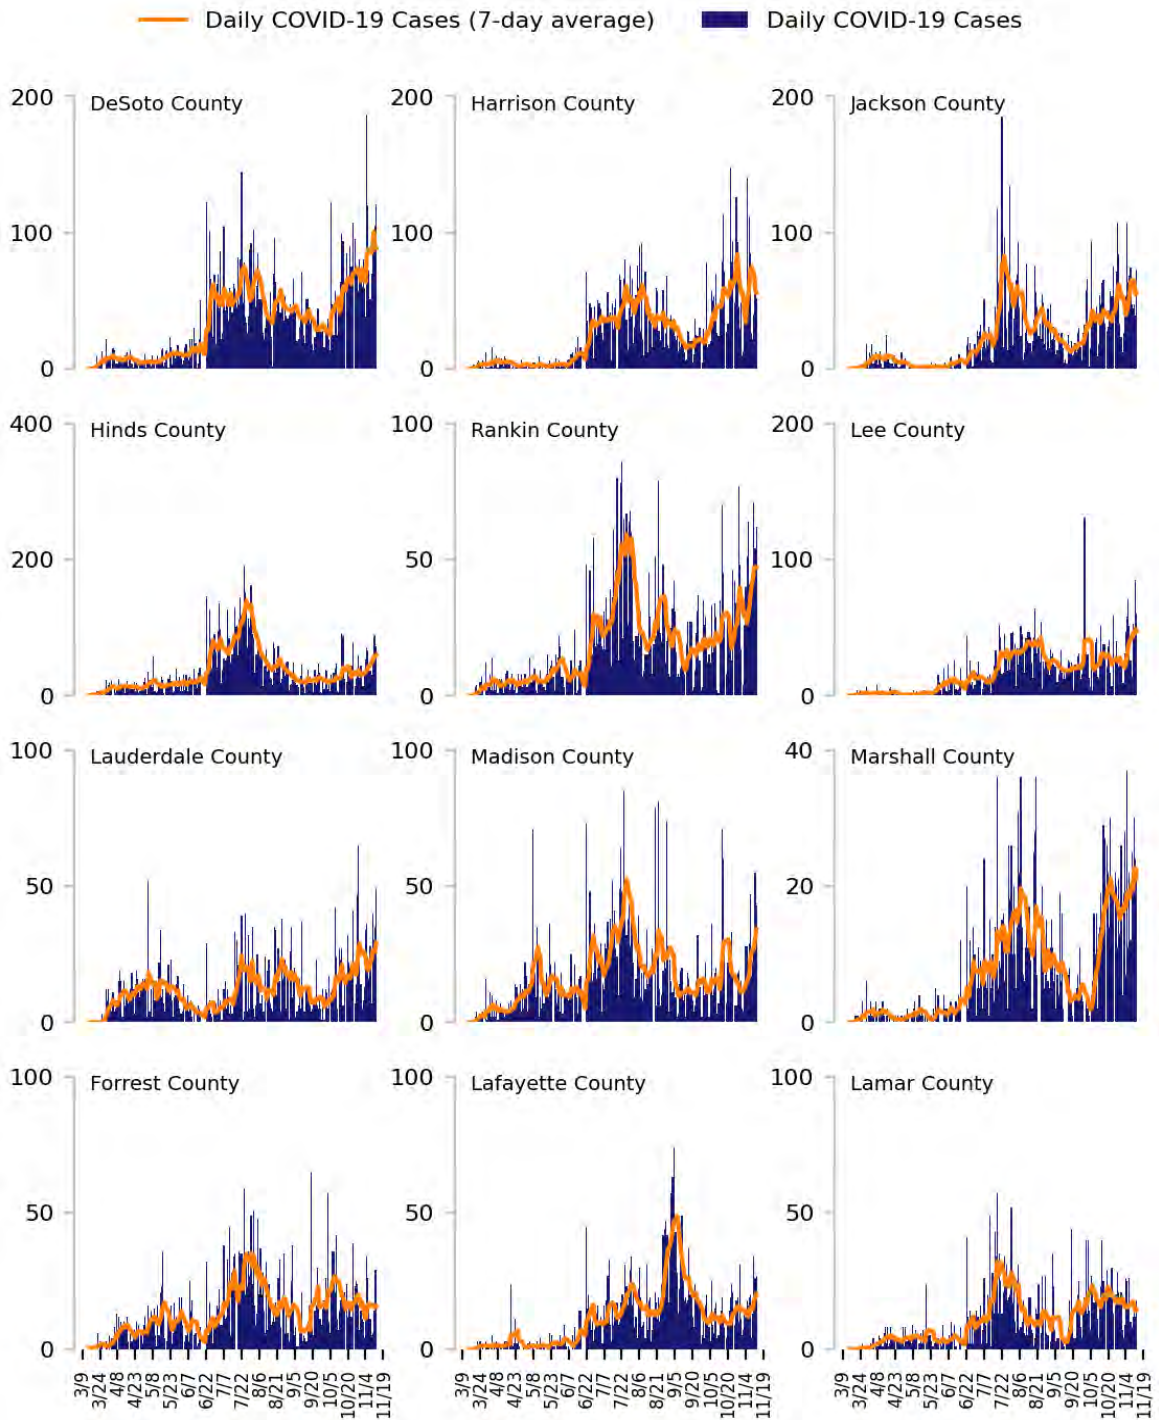 Daily COVID-19 Cases (7-day average) Daily COVID-19 Cases
200 DeSoto County 200 Harrison County 200 Jackson County
100 100 100
0 0 0
400 Hinds County 100 Rankin County 200 Lee County
200 50 100
0 0 0
100 Lauderdale County 100 Madison County 40 Marshall County
50 50 20
0 0 0
100 Forrest County 100 Lafayette County 100 Lamar County
50 50 50
0 0 0
3/9 3/24 4/8 4/23 5/8 5/23 6/7 6/22 7/7 7/22 8/6 8/21 9/5 9/20 10/5 10/20 11/4 11/19 3/9 3/24 4/8 4/23 5/8 5/23 6/7 6/22 7/7 7/22 8/6 8/21 9/5 9/20 10/5 10/20 11/4 11/19 3/9 3/24 4/8 4/23 5/8 5/23 6/7 6/22 7/7 7/22 8/6 8/21 9/5 9/20 10/5 10/20 11/4 11/19